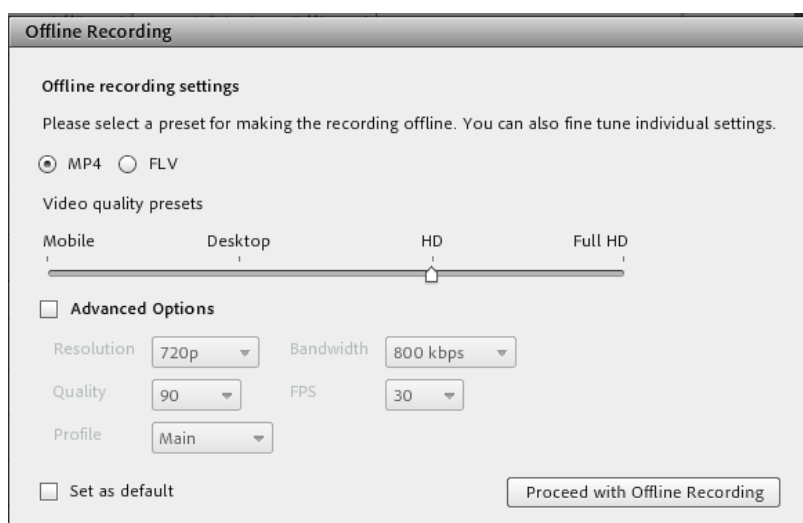 Offline Recording
Offline recording settings
Please select a preset for making the recording offline. You can also fine tune individual settings.
MP4 FLV
Video quality presets
Mobile Desktop HD Full HD
Advanced Options
Resolution 720p Bandwidth 800 kbps
Quality 90 FPS 30
Profile Main
Set as default Proceed with Offline Recording